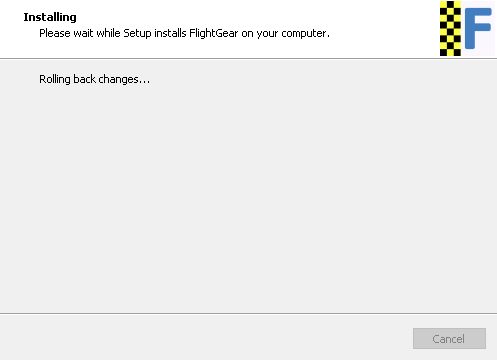 Installing
Please wait while Setup installs FlightGear on your computer.
F
Rolling back changes...
Cancel